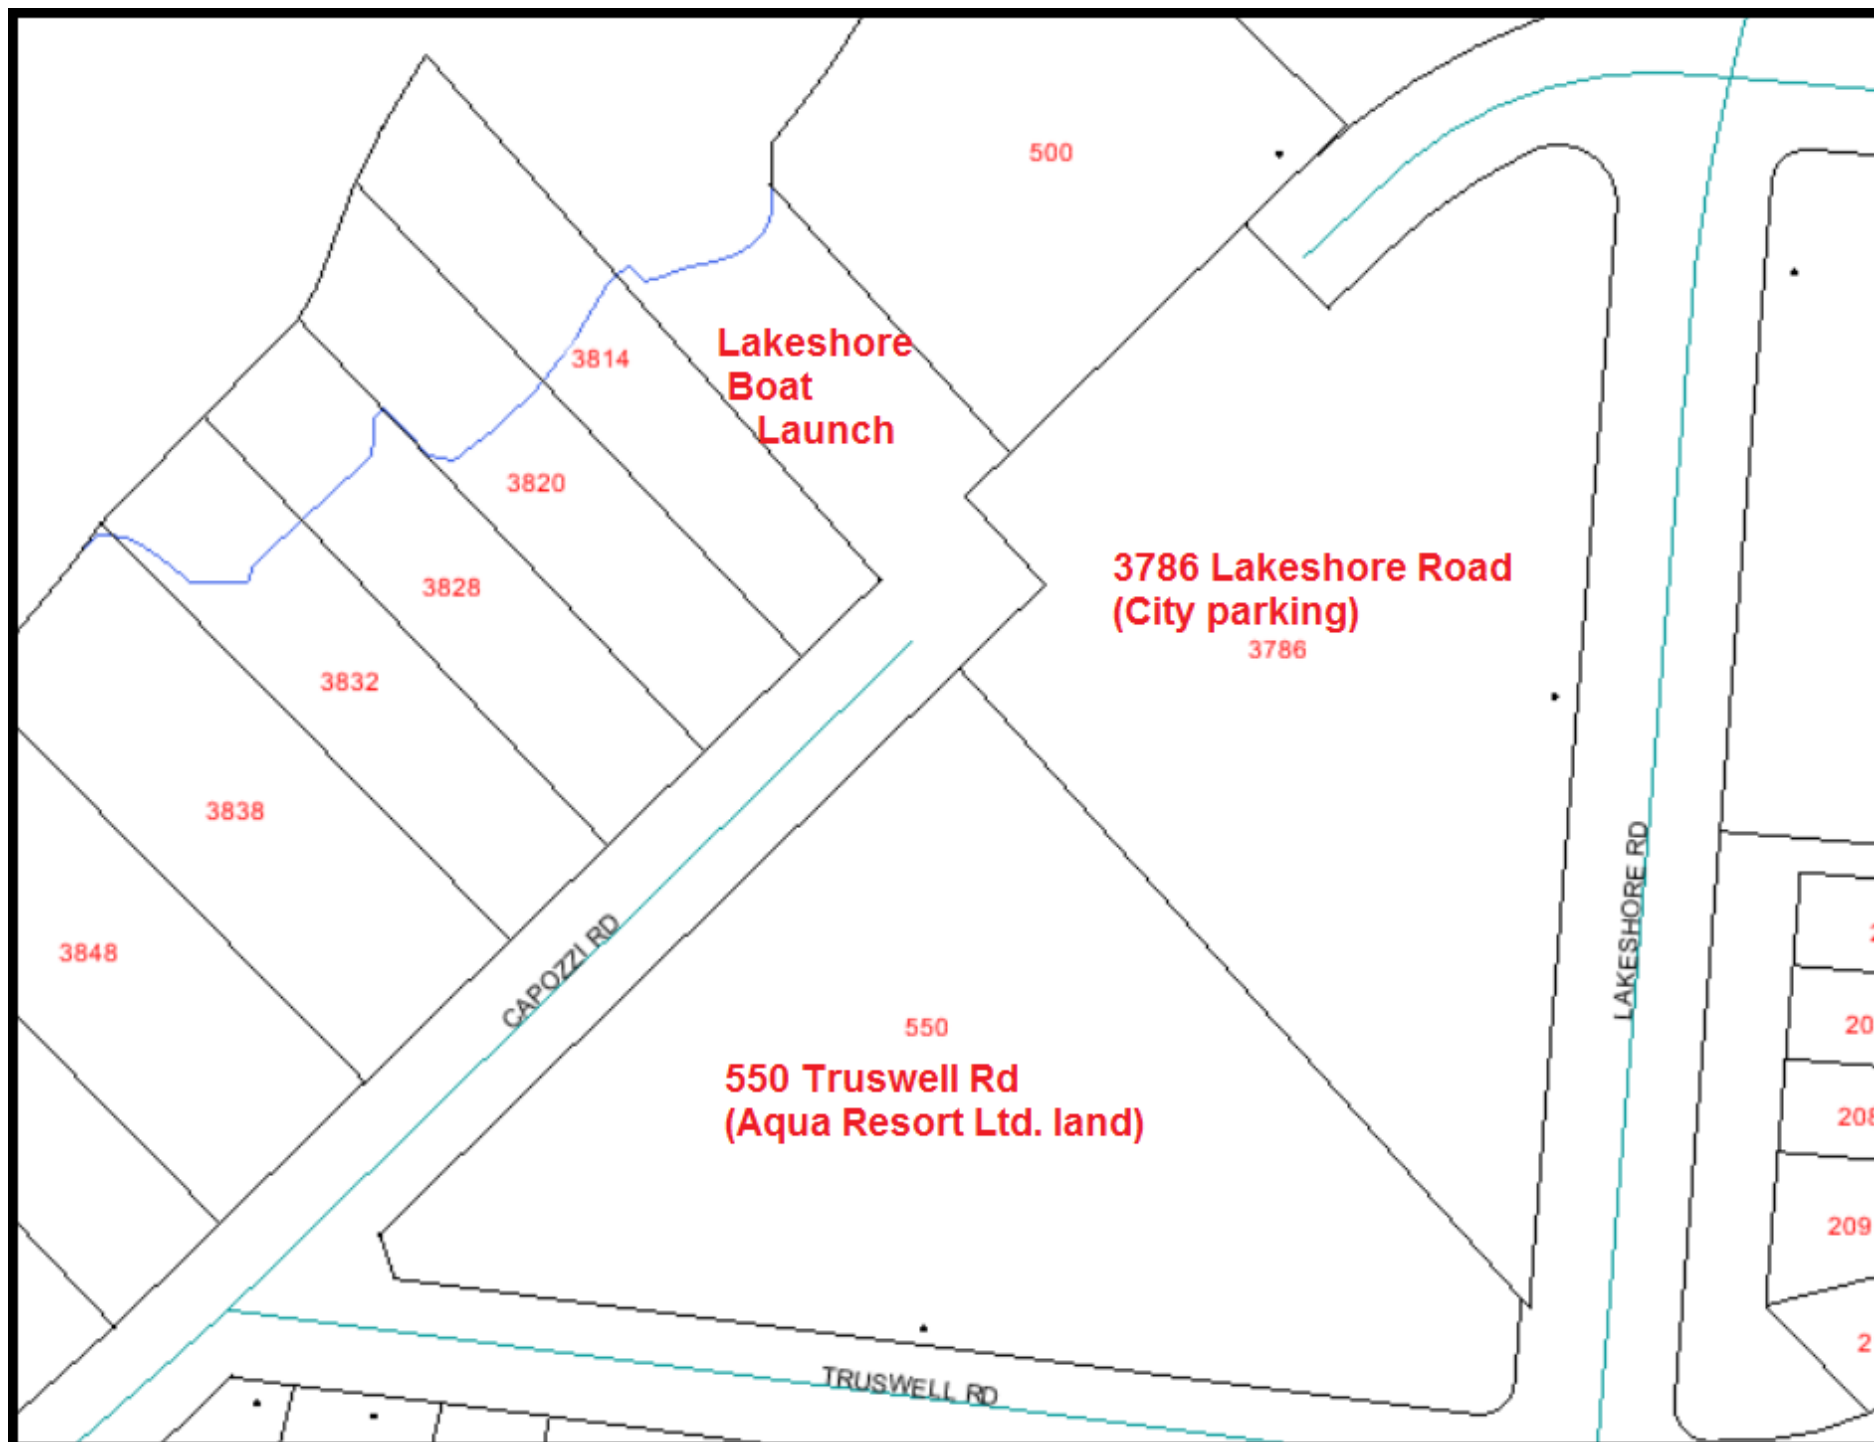 500
Lakeshore
Boat
Launch
3814
3820
3786 Lakeshore Road
(City parking)
3786
3828
3832
3838
3848
CAPOZZI RD
LAKESHORE RD
550
550 Truswell Rd
(Aqua Resort Ltd. land)
TRUSWELL RD
20
208
209
2